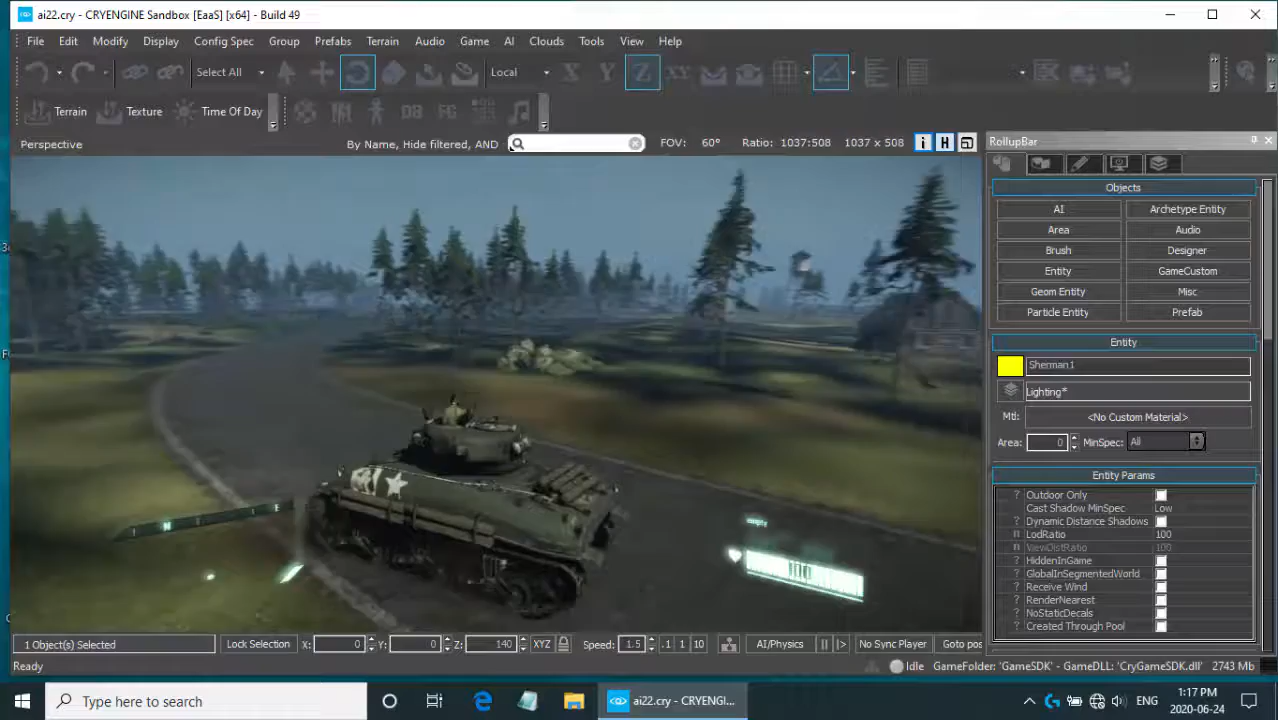 ai22.cry - CRYENGINE Sandbox [EaaS] [x64] - Build 49
File Edit Modify Display Config Spec Group Prefabs Terrain Audio Game AI Clouds Tools View Help
Select All Local X Y Z XY
Terrain Texture Time Of Day DB FG
Perspective By Name, Hide filtered, AND FOV: 60° Ratio: 1037:508 1037 x 508 i H
RollupBar
Objects
AI Archetype Entity
Area Audio
Brush Designer
Entity GameCustom
Geom Entity Misc
Particle Entity Prefab
Entity
Sherman1
Lighting*
Mtl: <No Custom Material>
Area: 0 MinSpec: All
Entity Params
? Outdoor Only
Cast Shadow MinSpec Low
? Dynamic Distance Shadows
LodRatio 100
ViewDistRatio 100
? HiddenInGame
? GlobalInSegmentedWorld
? Receive Wind
? RenderNearest
? NoStaticDecals
? Created Through Pool
N E
empty
1 Object(s) Selected Lock Selection X: 0 Y: 0 Z: 140 XYZ Speed: 1.5 .1 1 10 AI/Physics No Sync Player Goto pos
Ready Idle GameFolder: 'GameSDK' - GameDLL: 'CryGameSDK.dll' 2743 Mb
Type here to search ai22.cry - CRYENGI... ENG 1:17 PM
2020-06-24